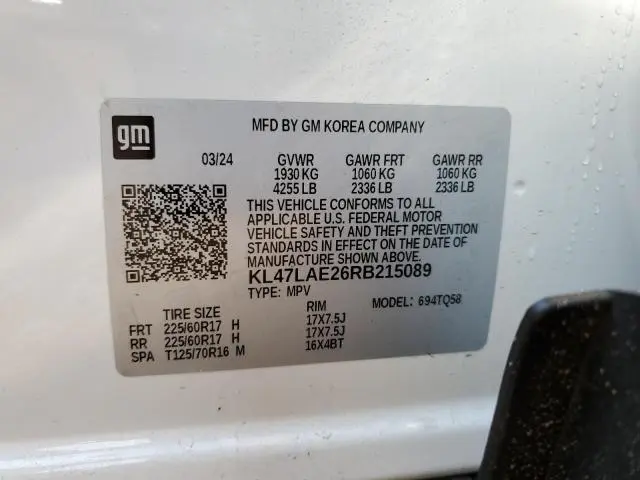 gm
MFD BY GM KOREA COMPANY
03/24 GVWR GAWR FRT GAWR RR
1930 KG 1060 KG 1060 KG
4255 LB 2336 LB 2336 LB
THIS VEHICLE CONFORMS TO ALL
APPLICABLE U.S. FEDERAL MOTOR
VEHICLE SAFETY AND THEFT PREVENTION
STANDARDS IN EFFECT ON THE DATE OF
MANUFACTURE SHOWN ABOVE.
KL47LAE26RB215089
TYPE: MPV MODEL: 694TQ58
TIRE SIZE RIM
FRT 225/60R17 H 17X7.5J
RR 225/60R17 H 17X7.5J
SPA T125/70R16 M 16X4BT